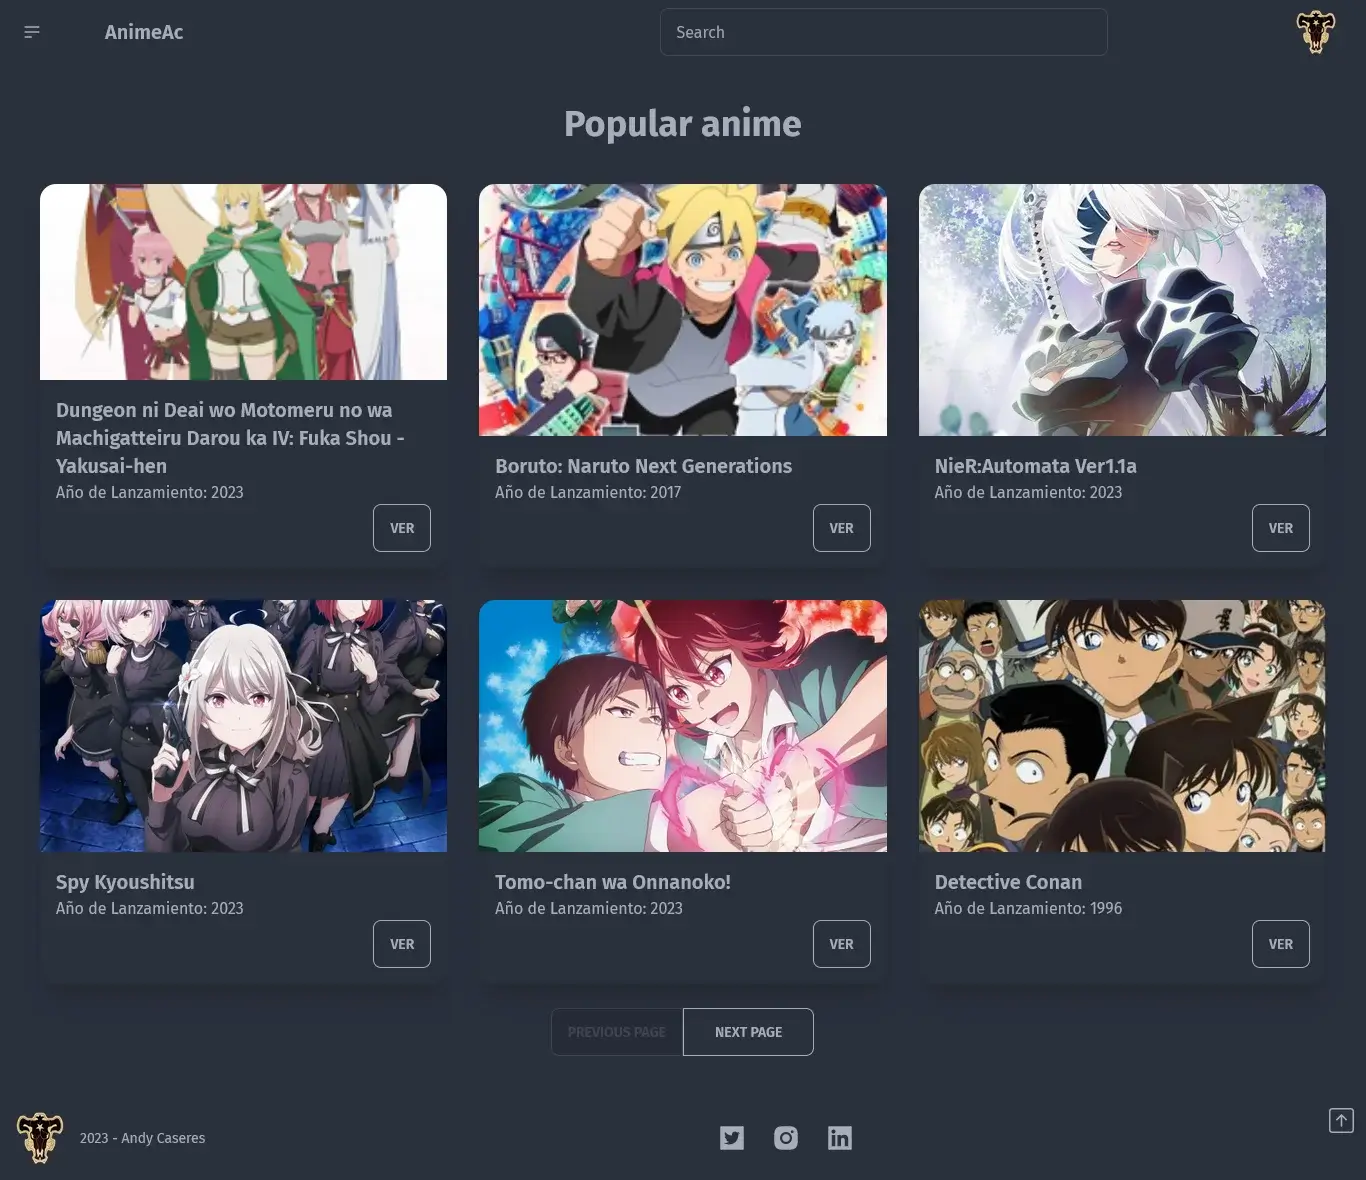 AnimeAc
Search
Popular anime
Dungeon ni Deai wo Motomeru no wa
Machigatteiru Darou ka IV: Fuka Shou -
Yakusai-hen
Año de Lanzamiento: 2023
VER
Boruto: Naruto Next Generations
Año de Lanzamiento: 2017
VER
NieR:Automata Ver1.1a
Año de Lanzamiento: 2023
VER
Spy Kyoushitsu
Año de Lanzamiento: 2023
VER
Tomo-chan wa Onnanoko!
Año de Lanzamiento: 2023
VER
Detective Conan
Año de Lanzamiento: 1996
VER
PREVIOUS PAGE
NEXT PAGE
2023 - Andy Caseres